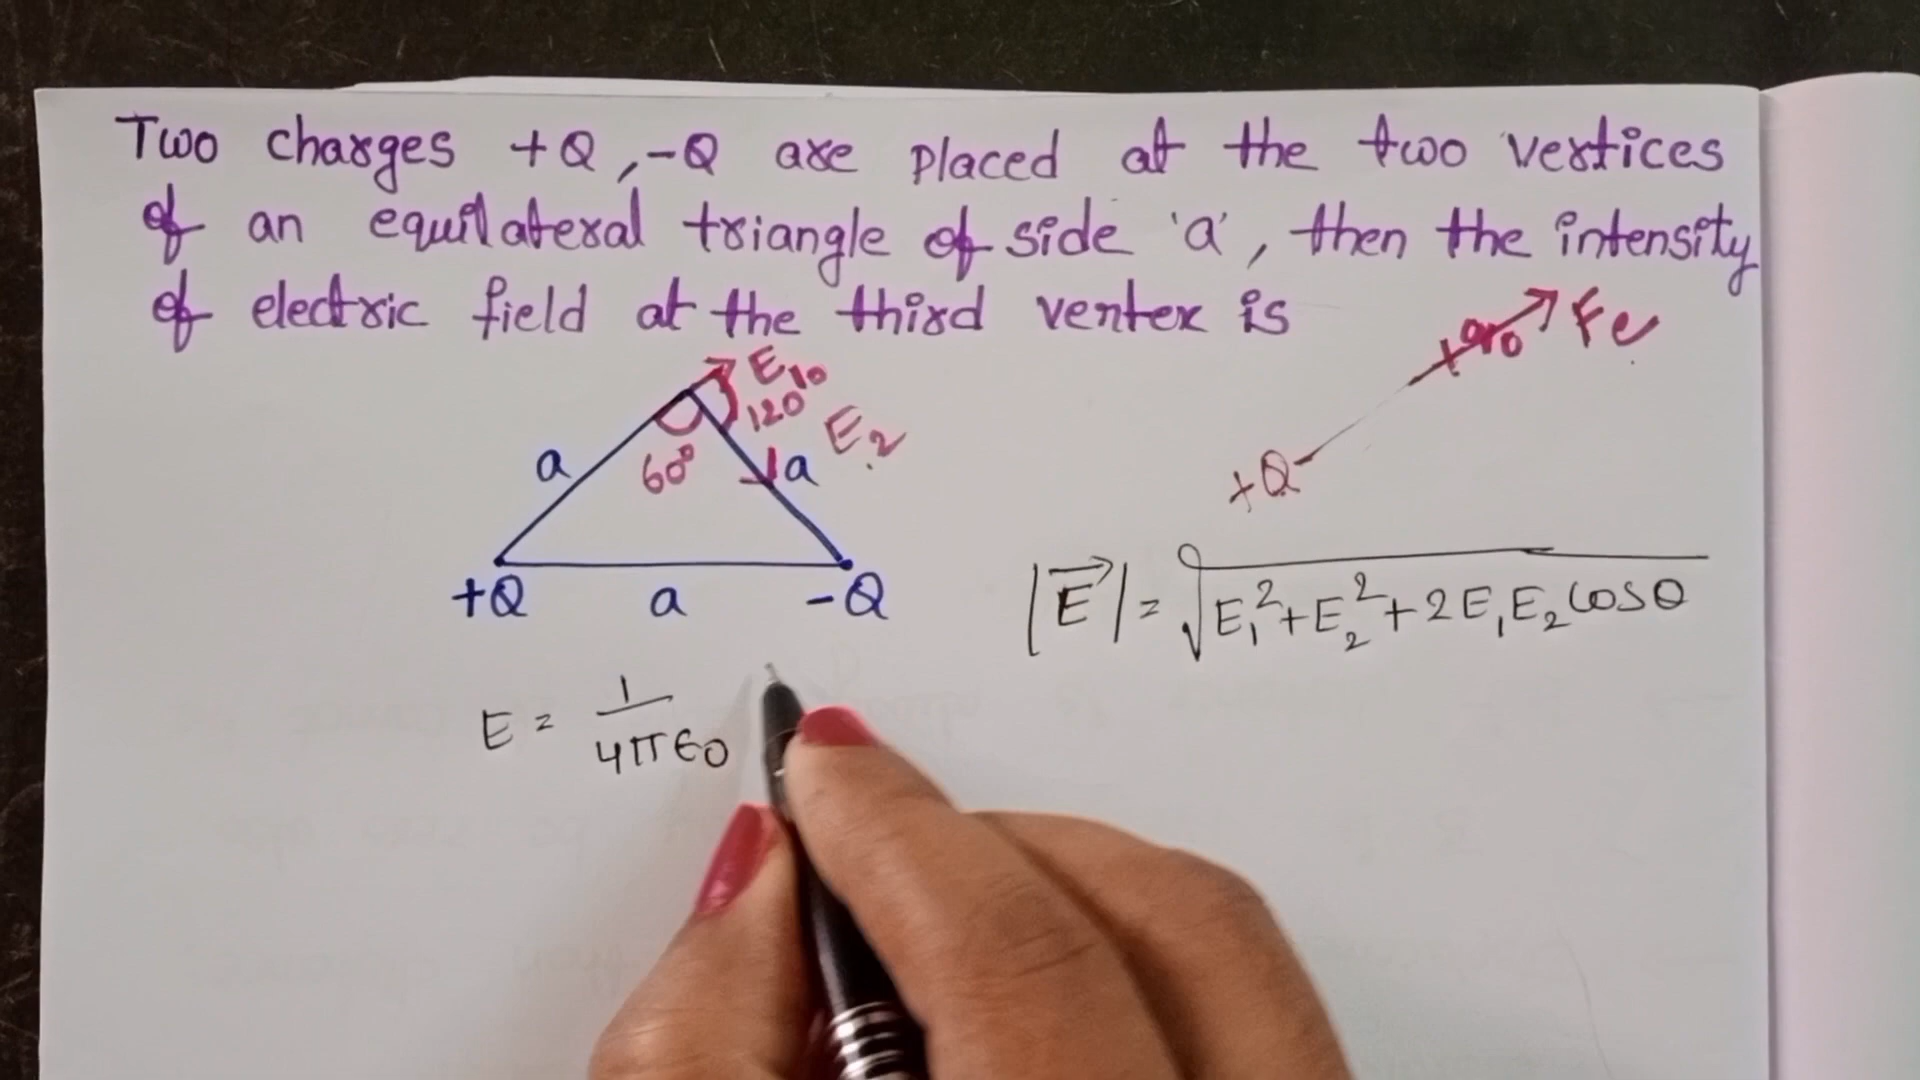 Two charges +Q, -Q are placed at the two vertices
of an equilateral triangle of side 'a', then the intensity
of electric field at the third vertex is
+q₀ Fe
+Q
E₁
120°
E₂
60°
a
a
+Q a -Q
|E⃗| = √E₁²+E₂²+2E₁E₂ cosθ
E = 1/4πϵ₀